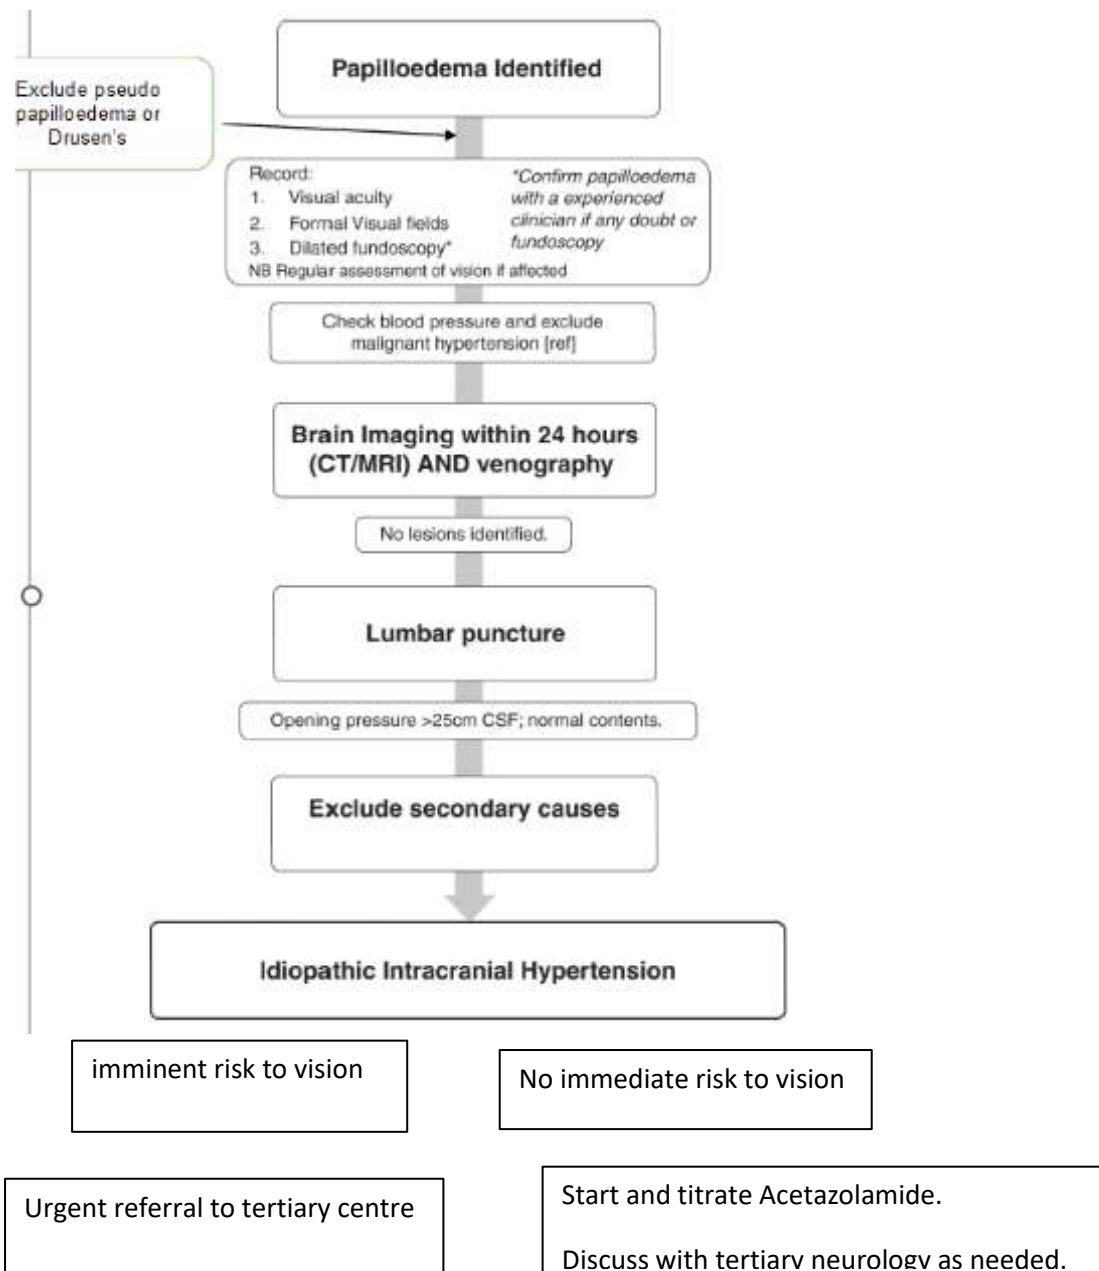 Papilloedema Identified
Exclude pseudo
papilloedema or
Drusen's
Record:
1. Visual acuity
2. Formal Visual fields
3. Dilated fundoscopy*
NB Regular assessment of vision if affected
*Confirm papilloedema
with a experienced
clinician if any doubt or
fundoscopy
Check blood pressure and exclude
malignant hypertension [ref]
Brain Imaging within 24 hours
(CT/MRI) AND venography
No lesions identified.
Lumbar puncture
Opening pressure >25cm CSF; normal contents.
Exclude secondary causes
Idiopathic Intracranial Hypertension
imminent risk to vision
No immediate risk to vision
Urgent referral to tertiary centre
Start and titrate Acetazolamide.
Discuss with tertiary neurology as needed.